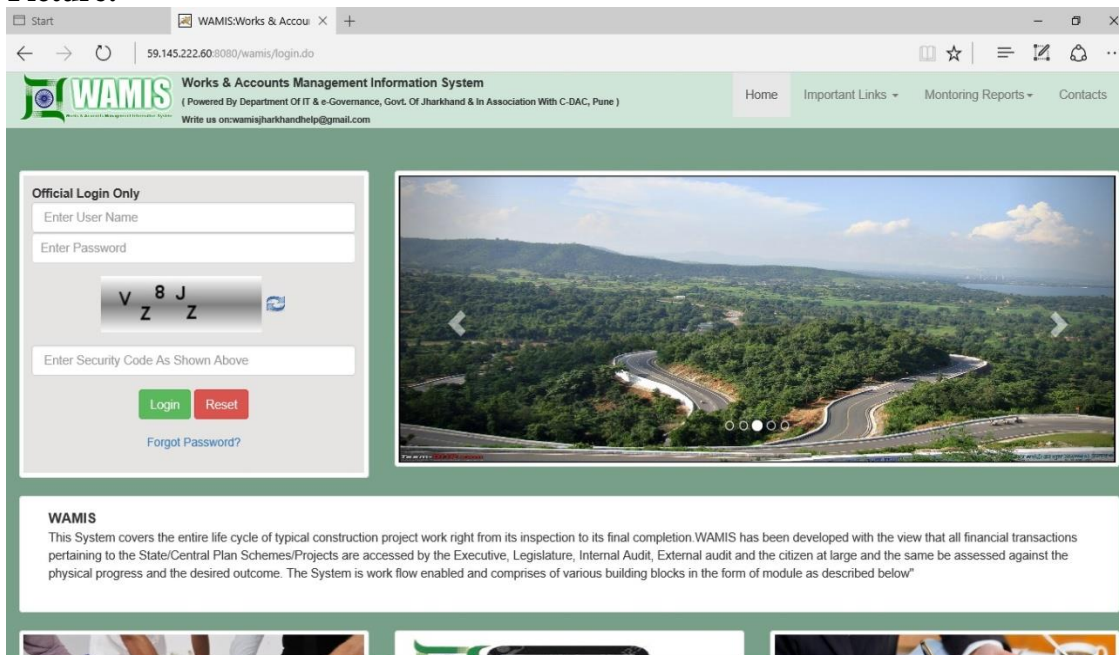 Start
WAMIS:Works & Accou
59.145.222.60:8080/wamis/login.do
WAMIS
Works & Accounts Management Information System
( Powered By Department Of IT & e-Governance, Govt. Of Jharkhand & In Association With C-DAC, Pune )
Write us on:wamisjharkhandhelp@gmail.com
Home
Important Links
Montoring Reports
Contacts
Official Login Only
Enter User Name
Enter Password
V Z 8 J Z
Enter Security Code As Shown Above
Login Reset
Forgot Password?
WAMIS
This System covers the entire life cycle of typical construction project work right from its inspection to its final completion.WAMIS has been developed with the view that all financial transactions
pertaining to the State/Central Plan Schemes/Projects are accessed by the Executive, Legislature, Internal Audit, External audit and the citizen at large and the same be assessed against the
physical progress and the desired outcome. The System is work flow enabled and comprises of various building blocks in the form of module as described below"